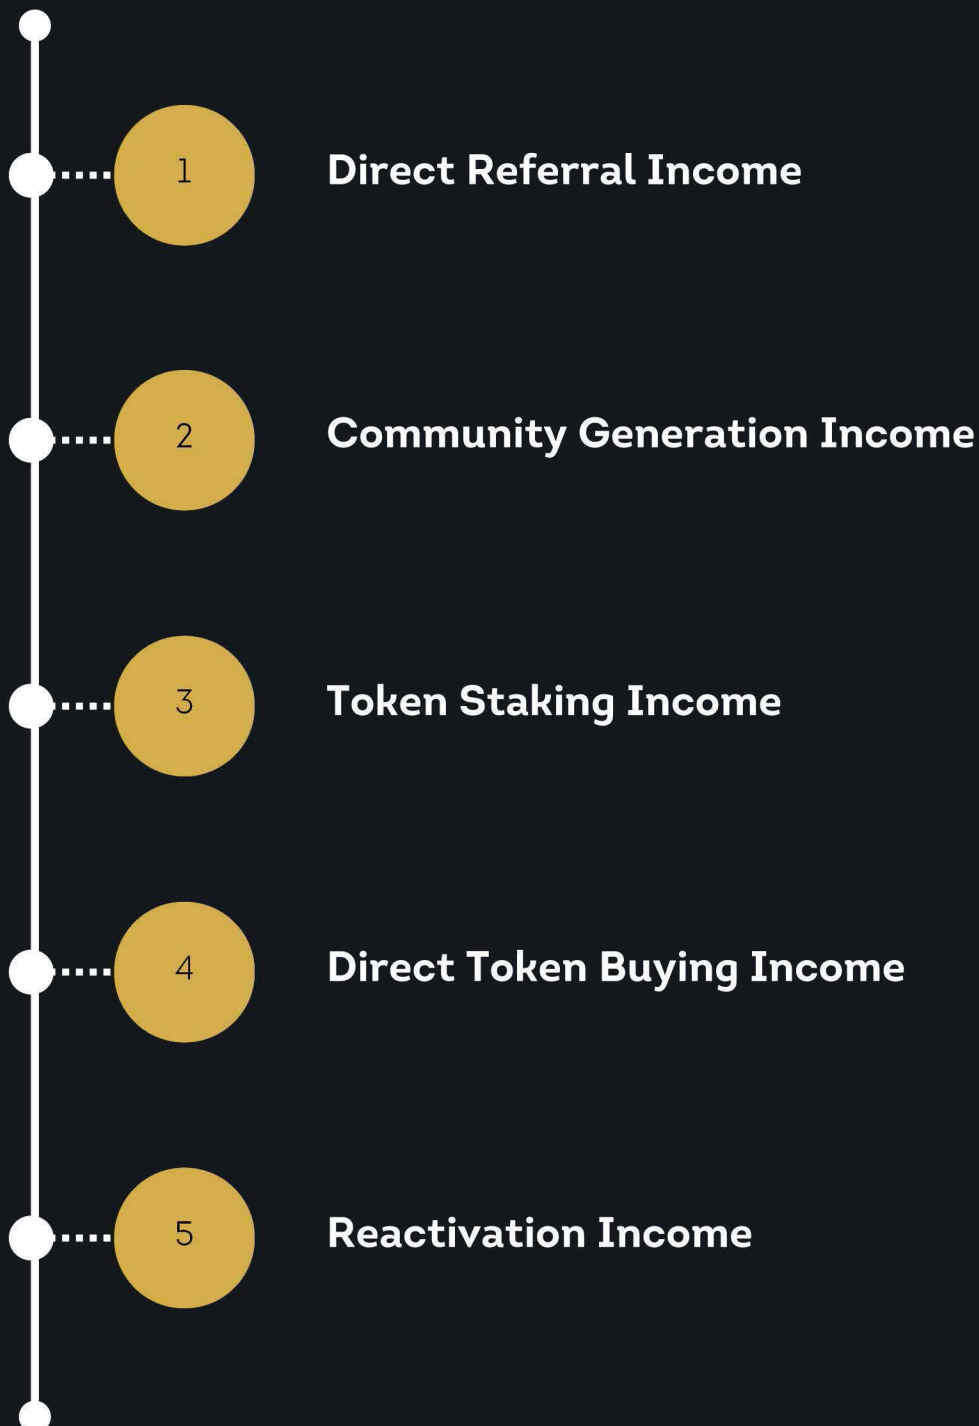 1
Direct Referral Income
2
Community Generation Income
3
Token Staking Income
4
Direct Token Buying Income
5
Reactivation Income